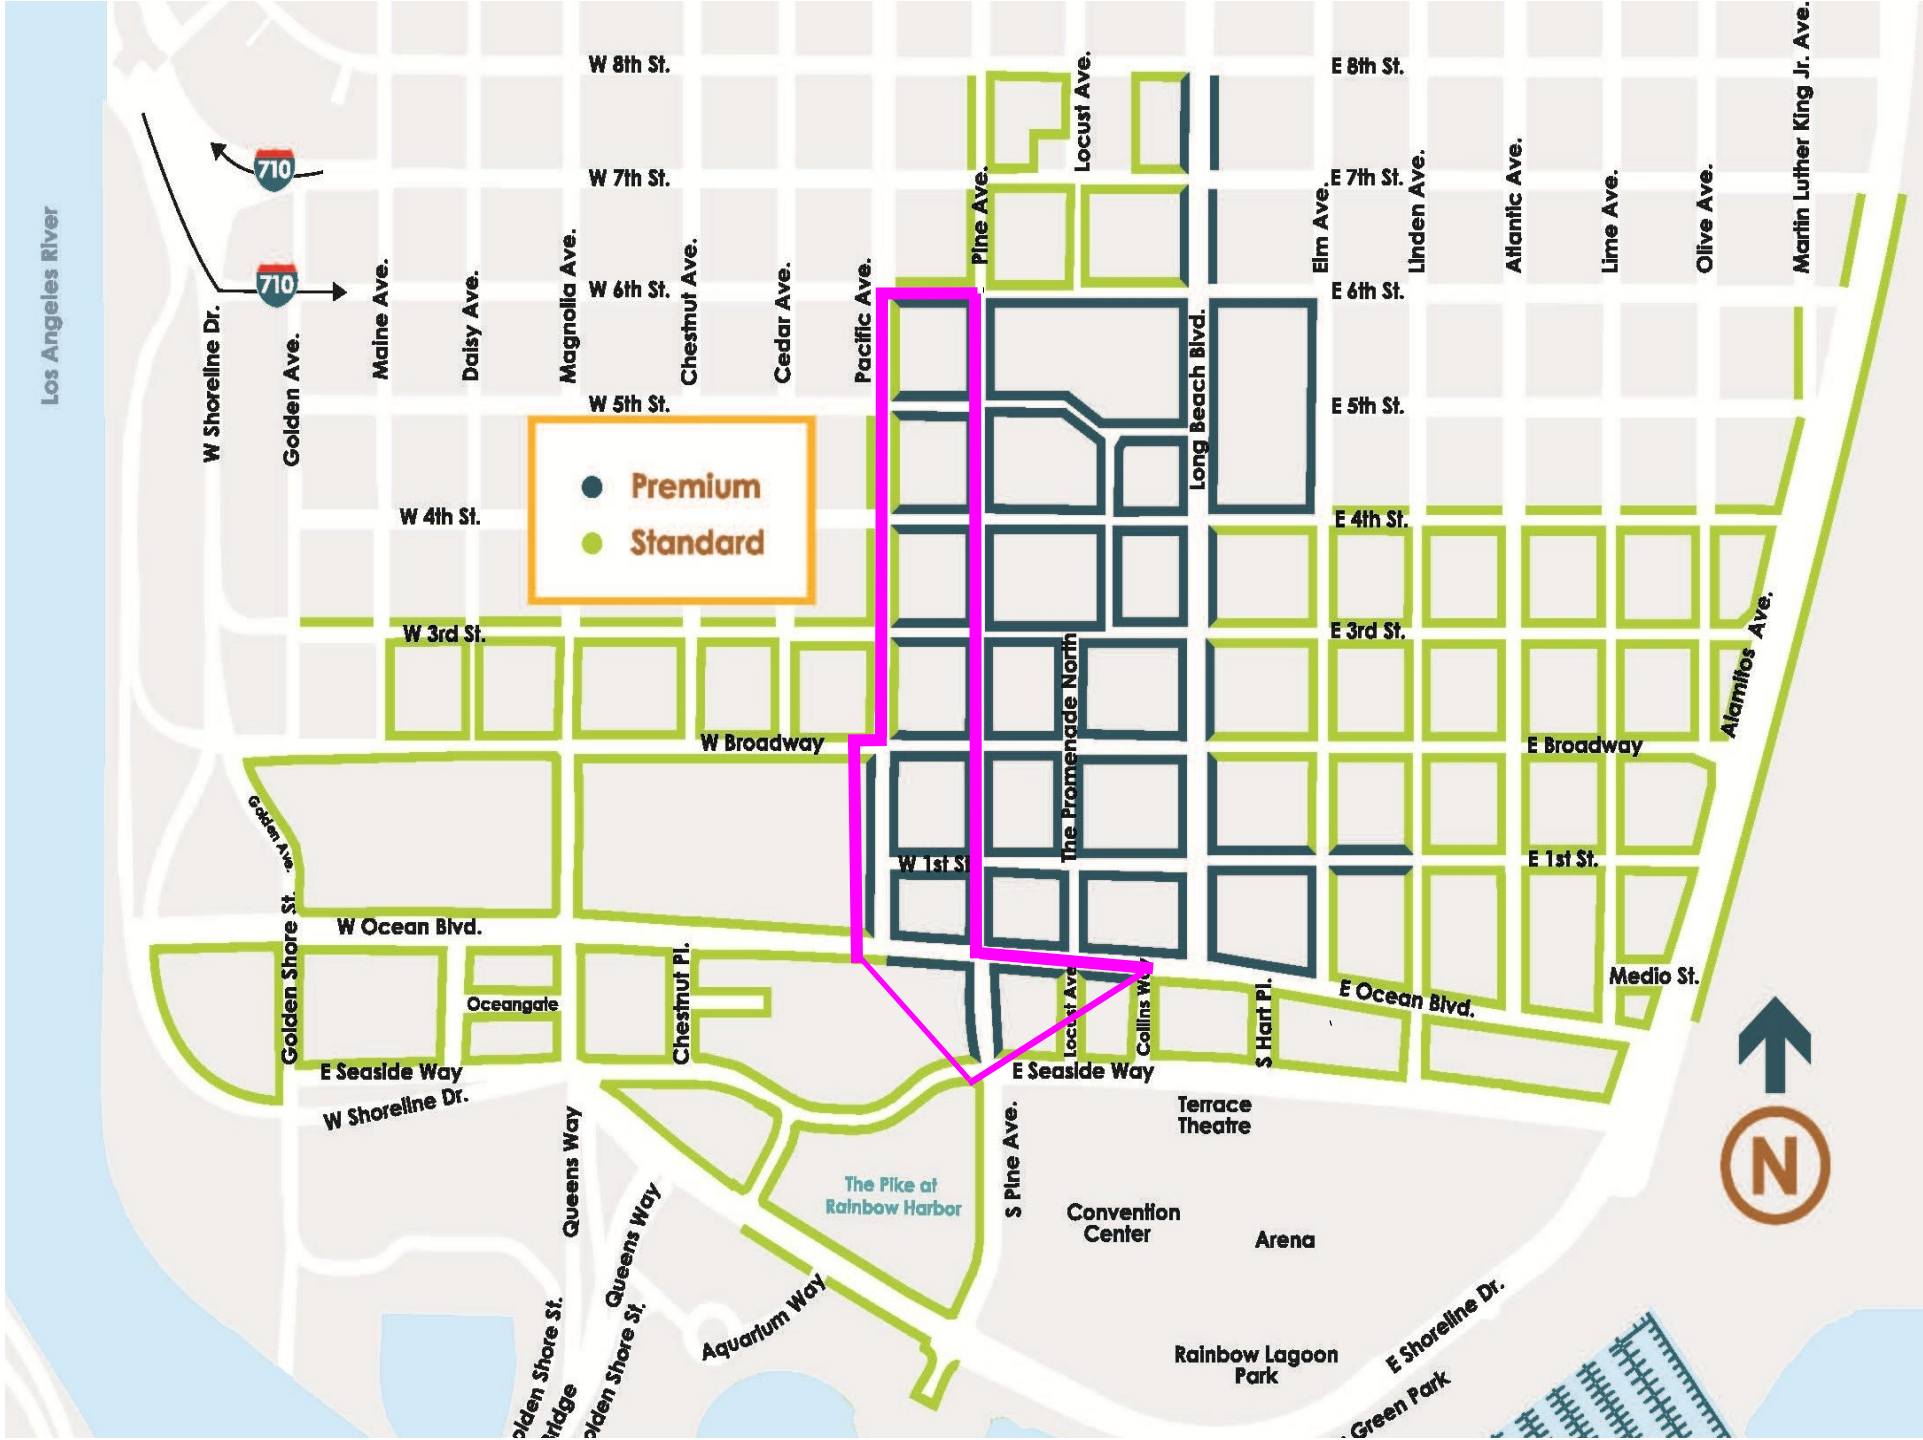 W 8th St.
E 8th St.
Locust Ave.
Martin Luther King Jr. Ave.
710
W 7th St.
E 7th St.
Pine Ave.
Elm Ave.
Linden Ave.
Atlantic Ave.
Lime Ave.
Olive Ave.
Los Angeles River
710
W 6th St.
E 6th St.
W Shoreline Dr.
Golden Ave.
Maine Ave.
Daisy Ave.
Magnolia Ave.
Chestnut Ave.
Cedar Ave.
Pacific Ave.
Long Beach Blvd.
W 5th St.
E 5th St.
Premium
Standard
W 4th St.
E 4th St.
W 3rd St.
E 3rd St.
The Promenade North
Alamitos Ave.
W Broadway
E Broadway
Golden Ave.
W 1st St
E 1st St.
W Ocean Blvd.
Golden Shore St.
Chestnut Pl.
Oceangate
Locust Ave
Collins Way
S Hart Pl.
E Ocean Blvd.
Medio St.
E Seaside Way
E Seaside Way
W Shoreline Dr.
Terrace
Theatre
Queens Way
Queens Way
S Pine Ave.
The Pike at
Rainbow Harbor
Convention
Center
Arena
N
Golden Shore St.
Aquarium Way
Rainbow Lagoon
Park
E Shoreline Dr.
Green Park